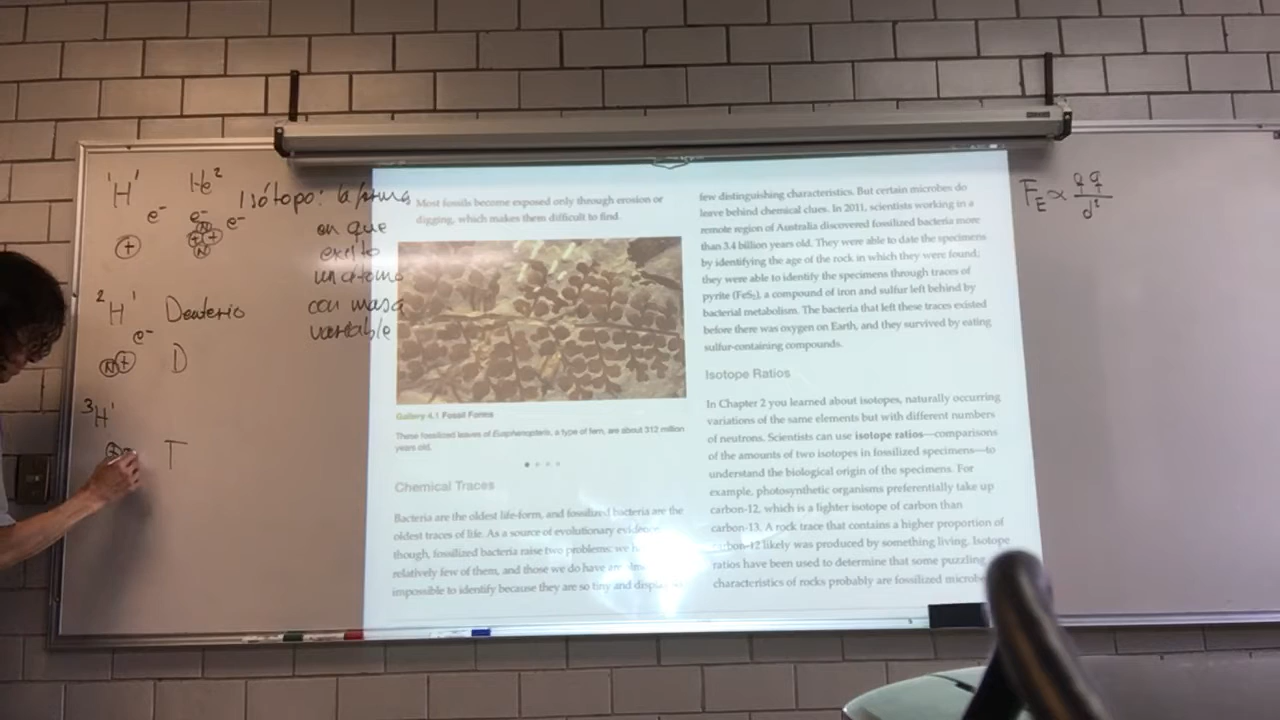 ¹H¹
He²
e⁻
e⁻
e⁻
+
N
+ +
N
Isótopo: la forma
en que
existe
un átomo
con masa
variable
²H¹ Deuterio
e⁻
N +
D
³H¹
T
F_E ∝ q q / d²
Most fossils become exposed only through erosion or
digging, which makes them difficult to find.
Gallery 4.1 Fossil Forms
These fossilized leaves of Eusphenopteris, a type of fern, are about 312 million
years old.
Chemical Traces
Bacteria are the oldest life-form, and fossilized bacteria are the
oldest traces of life. As a source of evolutionary
though, fossilized bacteria raise two problems: we
relatively few of them, and those we do have are
impossible to identify because they are so tiny and
few distinguishing characteristics. But certain microbes do
leave behind chemical clues. In 2011, scientists working in a
remote region of Australia discovered fossilized bacteria more
than 3.4 billion years old. They were able to date the specimens
by identifying the age of the rock in which they were found;
they were able to identify the specimens through traces of
pyrite (FeS₂), a compound of iron and sulfur left behind by
bacterial metabolism. The bacteria that left these traces existed
before there was oxygen on Earth, and they survived by eating
sulfur-containing compounds.
Isotope Ratios
In Chapter 2 you learned about isotopes, naturally occurring
variations of the same elements but with different numbers
of neutrons. Scientists can use isotope ratios—comparisons
of the amounts of two isotopes in fossilized specimens—to
understand the biological origin of the specimens. For
example, photosynthetic organisms preferentially take up
carbon-12, which is a lighter isotope of carbon than
carbon-13. A rock trace that contains a higher proportion of
carbon-12 likely was produced by something living. Isotope
ratios have been used to determine that some puzzling
characteristics of rocks probably are fossilized
5